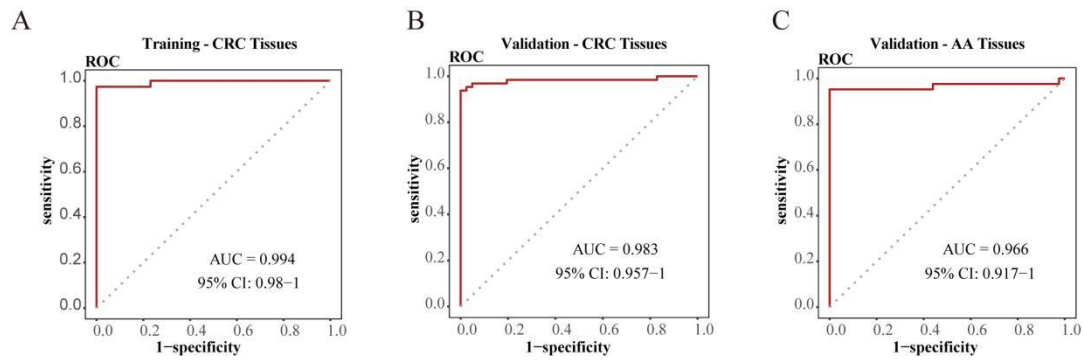 A
Training - CRC Tissues
ROC
1.0
0.8
0.6
0.4
0.2
0.0
sensitivity
AUC = 0.994
95% CI: 0.98−1
0.0 0.2 0.4 0.6 0.8 1.0
1−specificity
B
Validation - CRC Tissues
ROC
1.0
0.8
0.6
0.4
0.2
0.0
sensitivity
AUC = 0.983
95% CI: 0.957−1
0.0 0.2 0.4 0.6 0.8 1.0
1−specificity
C
Validation - AA Tissues
ROC
1.0
0.8
0.6
0.4
0.2
0.0
sensitivity
AUC = 0.966
95% CI: 0.917−1
0.0 0.2 0.4 0.6 0.8 1.0
1−specificity